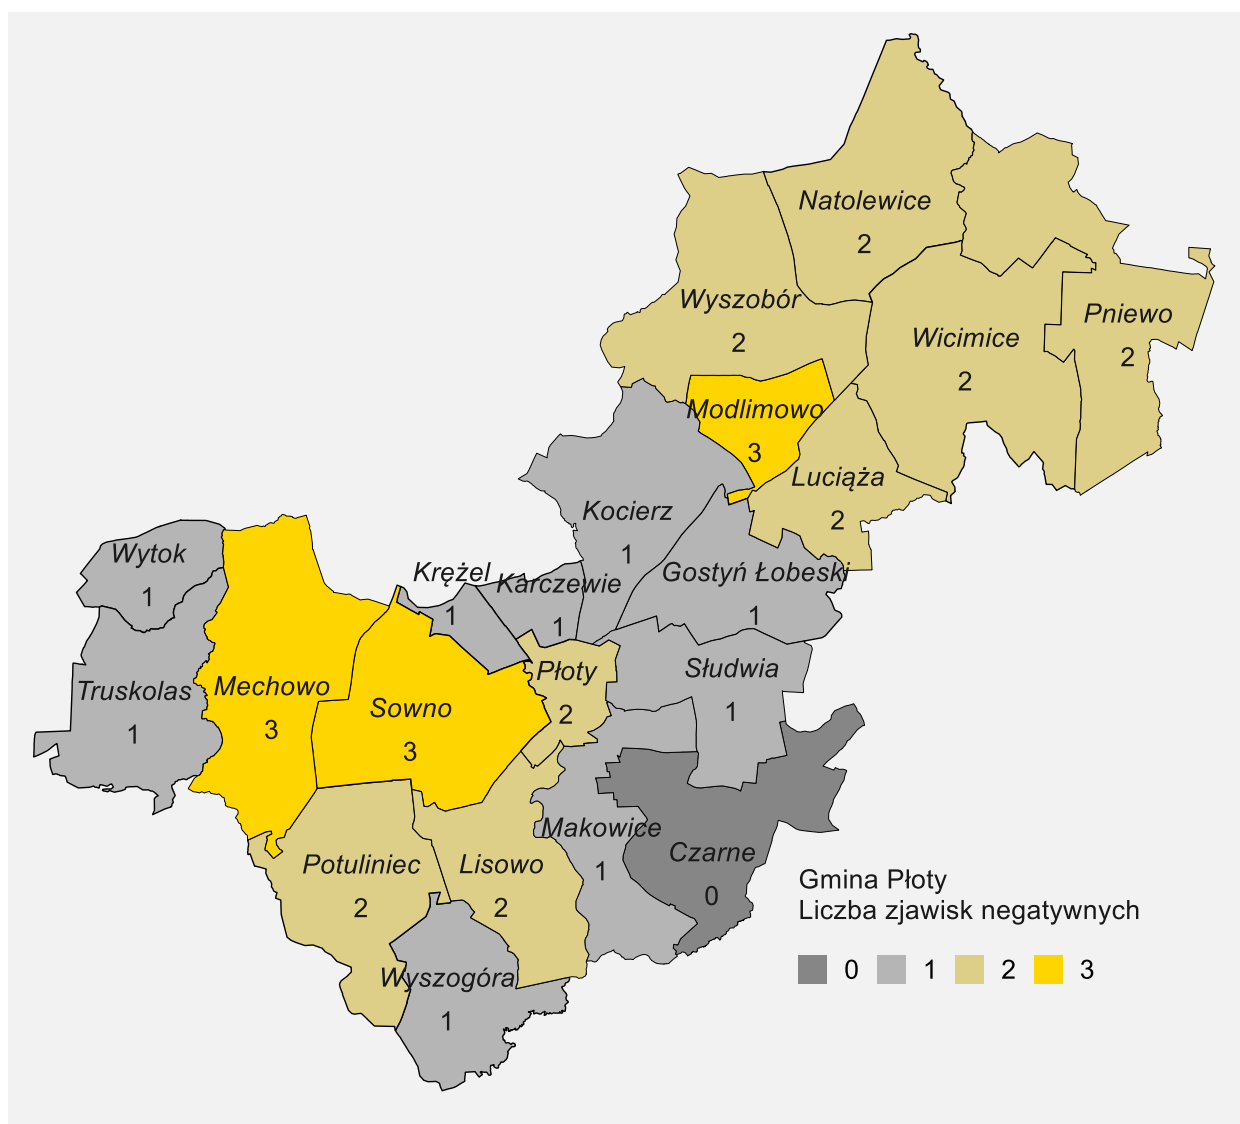 Natolewice
2
Wyszobór
2
Pniewo
2
Wicimice
2
Modlimowo
3
Luciąża
2
Kocierz
1
Wytok
1
Krężel
1
Karczewie
1
Gostyń Łobeski
1
Truskolas
1
Mechowo
3
Sowno
3
Płoty
2
Słudwia
1
Potuliniec
2
Lisowo
2
Makowice
1
Czarne
0
Wyszogóra
1
Gmina Płoty
Liczba zjawisk negatywnych
0 1 2 3